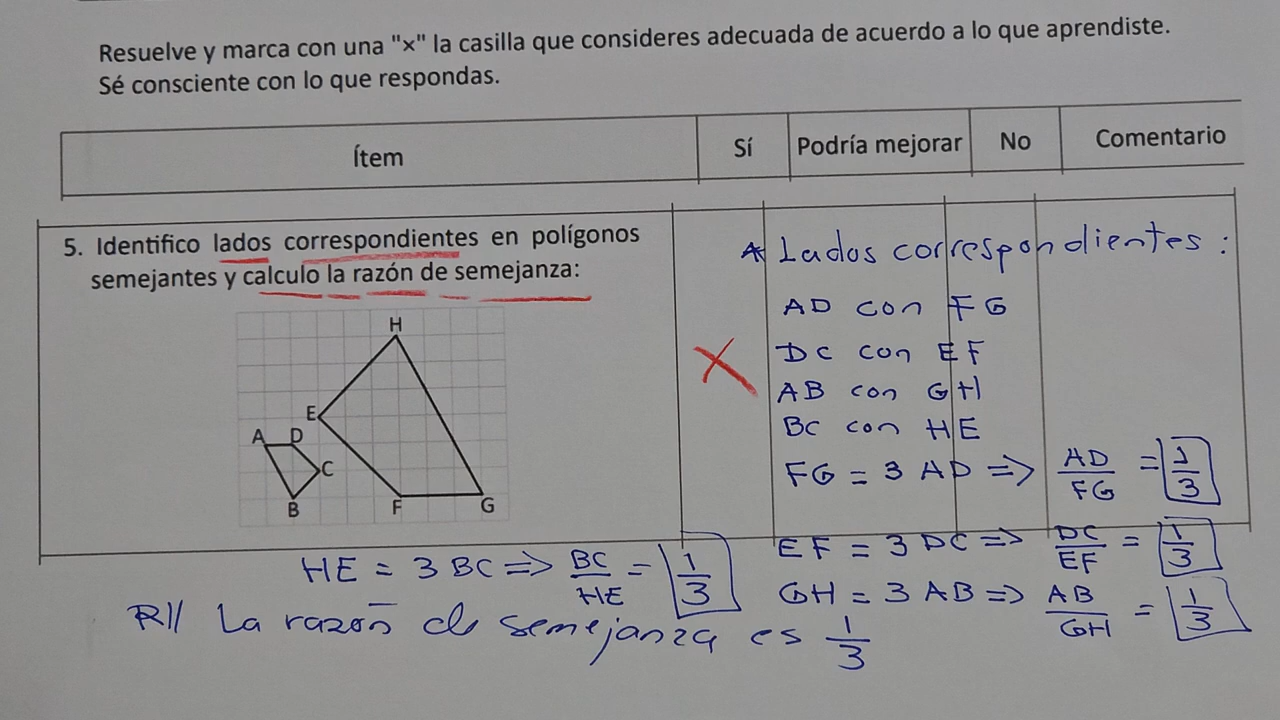 Resuelve y marca con una "x" la casilla que consideres adecuada de acuerdo a lo que aprendiste.
Sé consciente con lo que respondas.
Ítem Sí Podría mejorar No Comentario
5. Identifico lados correspondientes en polígonos
semejantes y calculo la razón de semejanza:
H
E
A D
C
B F G
X
* Lados correspondientes:
AD con FG
DC con EF
AB con GH
BC con HE
FG = 3 AD => AD/FG = 1/3
EF = 3 DC => DC/EF = 1/3
HE = 3 BC => BC/HE = 1/3
GH = 3 AB => AB/GH = 1/3
R// La razón de semejanza es 1/3